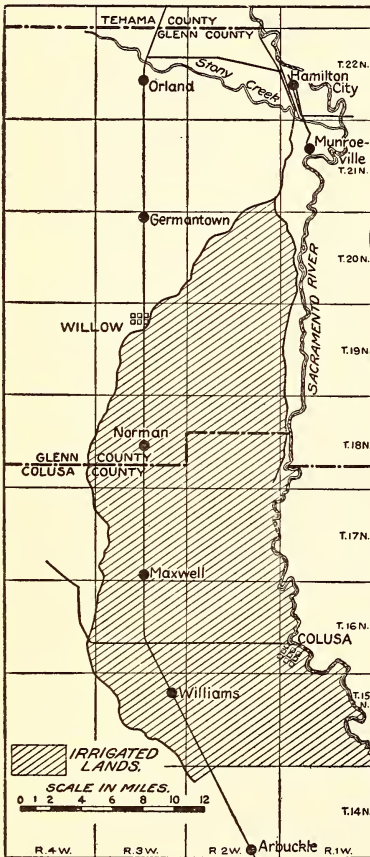 TEHAMA COUNTY
GLENN COUNTY
T.22N.
Hamilton
City
Orland
Stony
Creek
Munroe-
ville
T.21N.
Germantown
T.20N.
SACRAMENTO RIVER
WILLOW
T.19N.
Norman
T.18N
GLENN COUNTY
COLUSA COUNTY
T.17N.
Maxwell
T.16N.
COLUSA
Williams
T.15
N.
IRRIGATED
LANDS.
SCALE IN MILES.
0 1 2 4 6 8 10 12
T.14N.
Arbuckle
R.4W. R.3W. R 2W. R.1W.